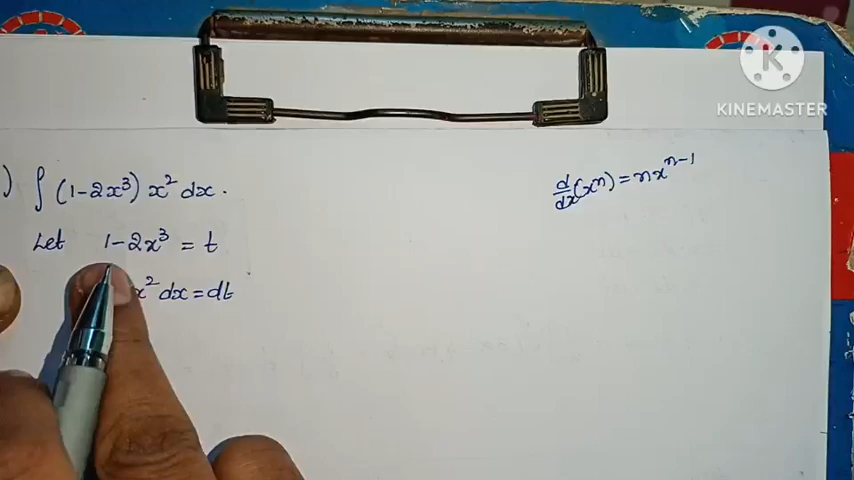 ) ∫ (1-2x³) x² dx.
d/dx(xⁿ) = nxⁿ⁻¹
Let 1-2x³ = t
x² dx = dt
KINEMASTER